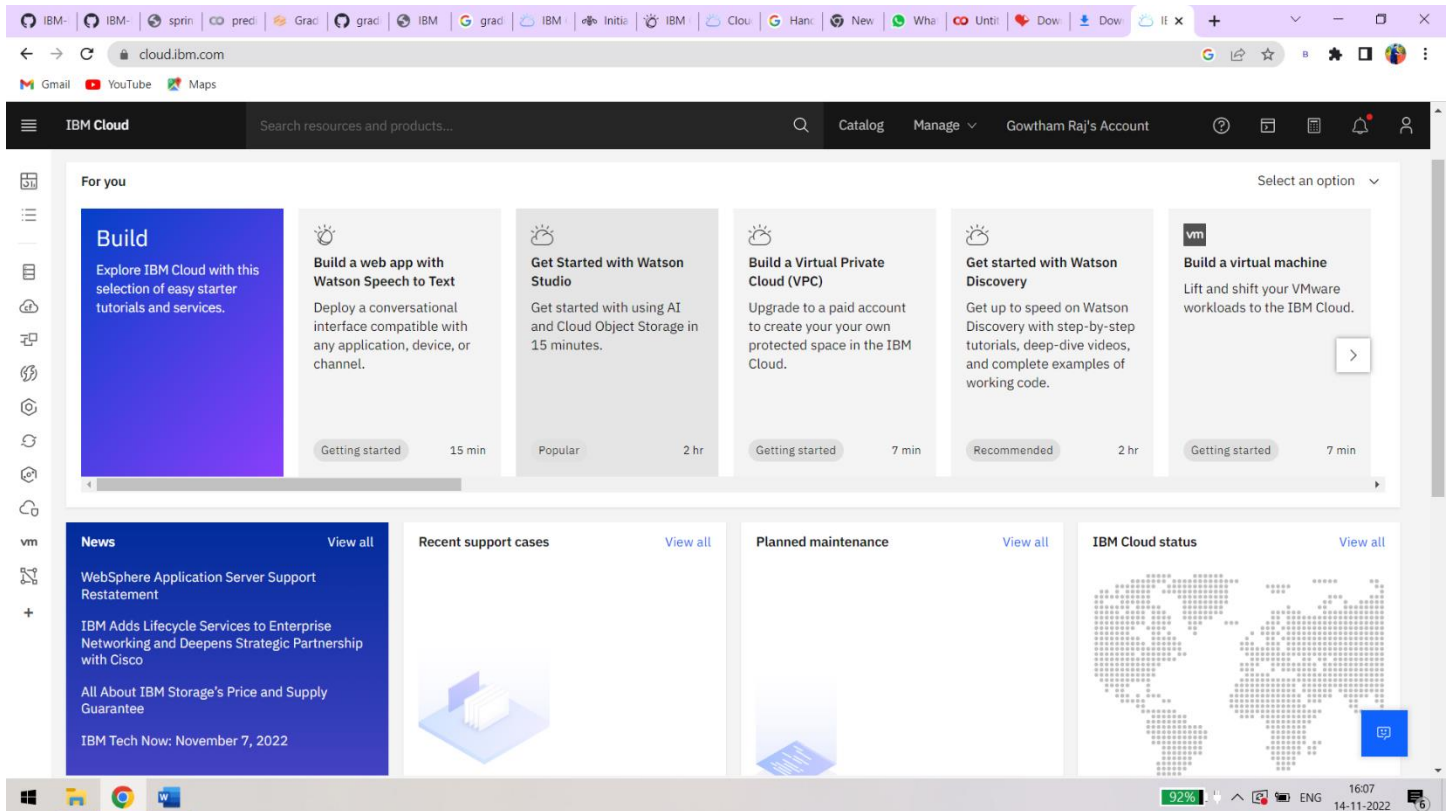 IBM-
IBM-
sprin
pred
Grad
gradi
IBM
gradi
IBM
Initia
IBM
Clou
Hand
New
What
Untit
Dow
Dow
IE
cloud.ibm.com
Gmail
YouTube
Maps
IBM Cloud
Search resources and products...
Catalog
Manage
Gowtham Raj's Account
For you
Select an option
Build
Explore IBM Cloud with this
selection of easy starter
tutorials and services.
Build a web app with
Watson Speech to Text
Deploy a conversational
interface compatible with
any application, device, or
channel.
Getting started
15 min
Get Started with Watson
Studio
Get started with using AI
and Cloud Object Storage in
15 minutes.
Popular
2 hr
Build a Virtual Private
Cloud (VPC)
Upgrade to a paid account
to create your your own
protected space in the IBM
Cloud.
Getting started
7 min
Get started with Watson
Discovery
Get up to speed on Watson
Discovery with step-by-step
tutorials, deep-dive videos,
and complete examples of
working code.
Recommended
2 hr
vm
Build a virtual machine
Lift and shift your VMware
workloads to the IBM Cloud.
Getting started
7 min
vm
News
View all
WebSphere Application Server Support
Restatement
IBM Adds Lifecycle Services to Enterprise
Networking and Deepens Strategic Partnership
with Cisco
All About IBM Storage's Price and Supply
Guarantee
IBM Tech Now: November 7, 2022
Recent support cases
View all
Planned maintenance
View all
IBM Cloud status
View all
92%
ENG
16:07
14-11-2022
6